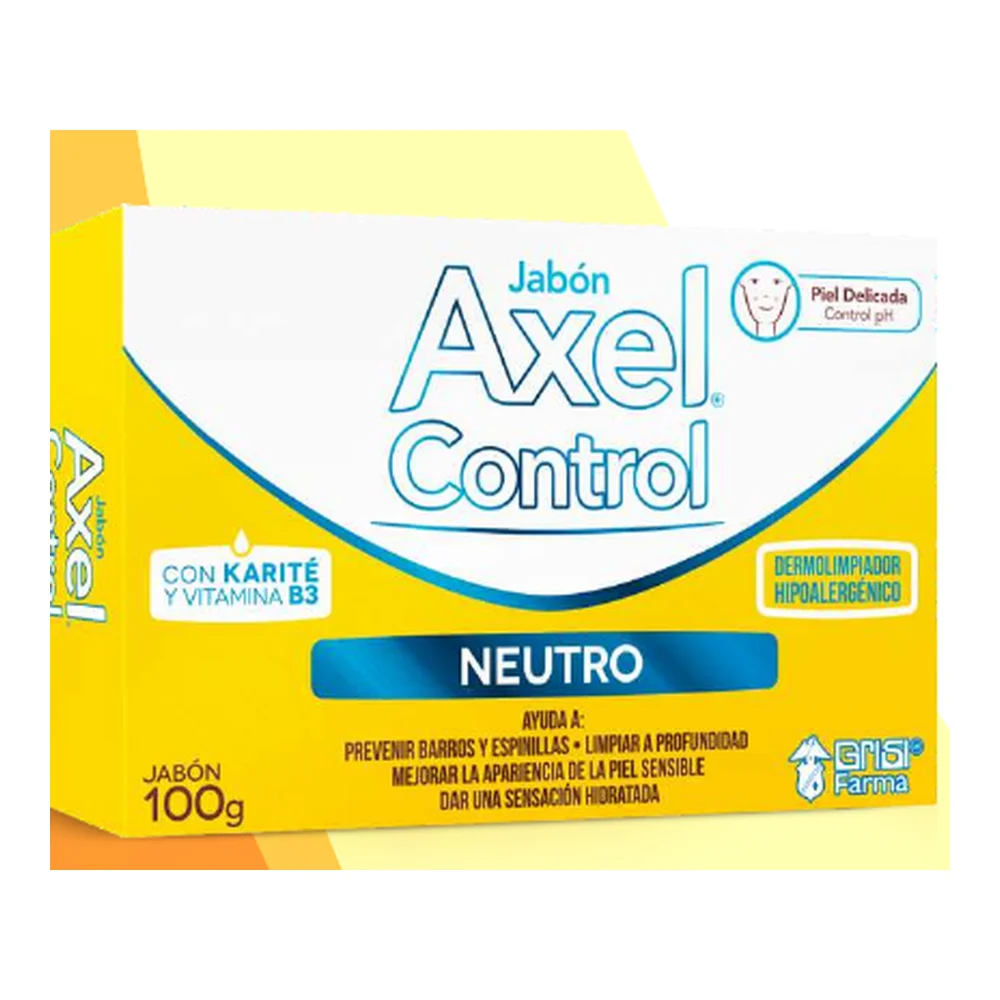 Jabón
Axel®
Control
Piel Delicada
Control pH
CON KARITÉ
Y VITAMINA B3
DERMOLIMPIADOR
HIPOALERGÉNICO
NEUTRO
AYUDA A:
PREVENIR BARROS Y ESPINILLAS • LIMPIAR A PROFUNDIDAD
MEJORAR LA APARIENCIA DE LA PIEL SENSIBLE
DAR UNA SENSACIÓN HIDRATADA
JABÓN
100g
GRISI
Farma
Jabón
Axel
Control